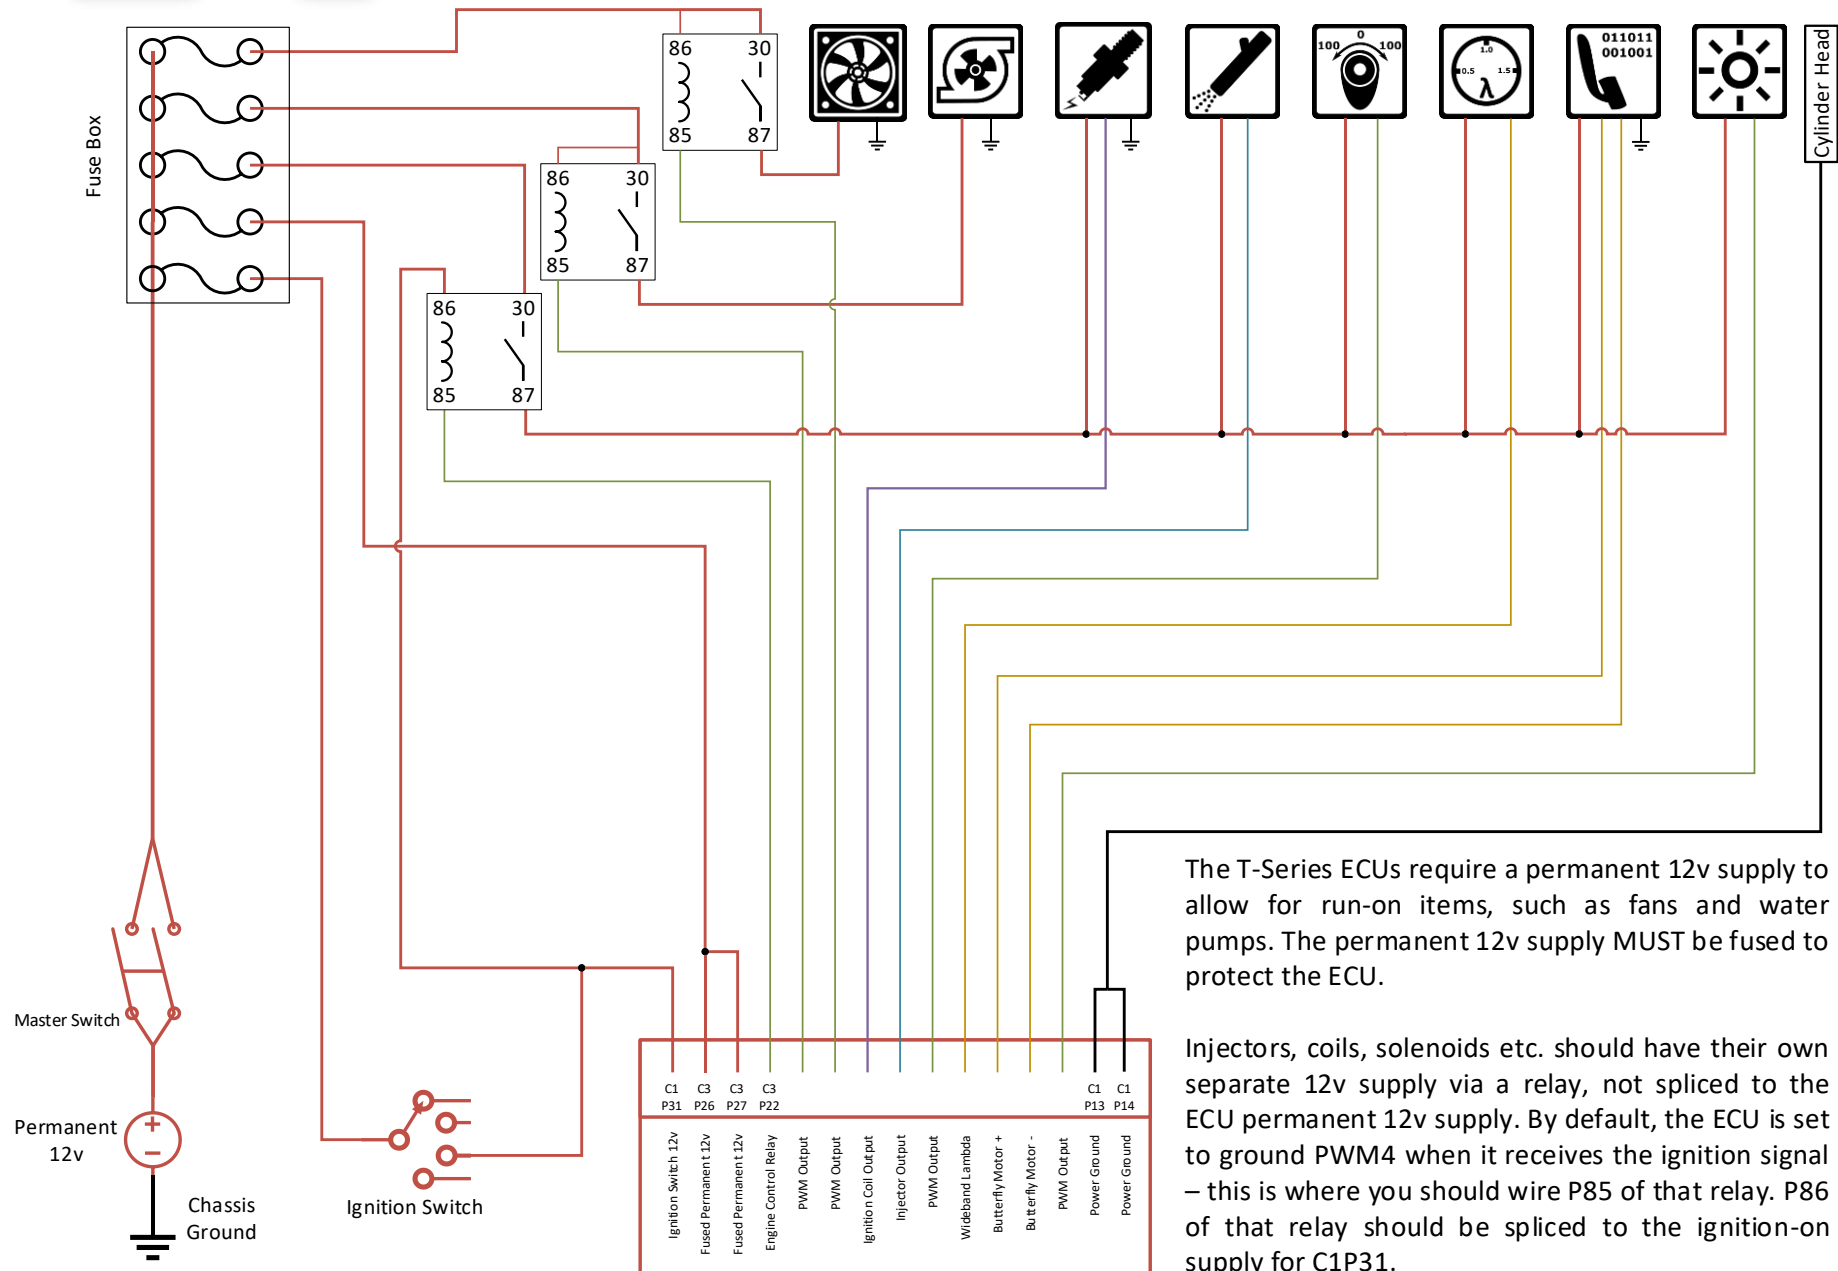 Fuse Box
86 30
85 87
86 30
85 87
86 30
85 87
100 0 100
0.5 1.0 1.5
λ
011011
001001
Cylinder Head
Master Switch
Permanent
12v
Chassis
Ground
Ignition Switch
C1 C3 C3 C3 C1 C1
P31 P26 P27 P22 P13 P14
Ignition Switch 12v
Fused Permanent 12v
Fused Permanent 12v
Engine Control Relay
PWM Output
PWM Output
Ignition Coil Output
Injector Output
PWM Output
Wideband Lambda
Butterfly Motor +
Butterfly Motor -
PWM Output
Power Ground
Power Ground
The T-Series ECUs require a permanent 12v supply to
allow for run-on items, such as fans and water
pumps. The permanent 12v supply MUST be fused to
protect the ECU.
Injectors, coils, solenoids etc. should have their own
separate 12v supply via a relay, not spliced to the
ECU permanent 12v supply. By default, the ECU is set
to ground PWM4 when it receives the ignition signal
– this is where you should wire P85 of that relay. P86
of that relay should be spliced to the ignition-on
supply for C1P31.